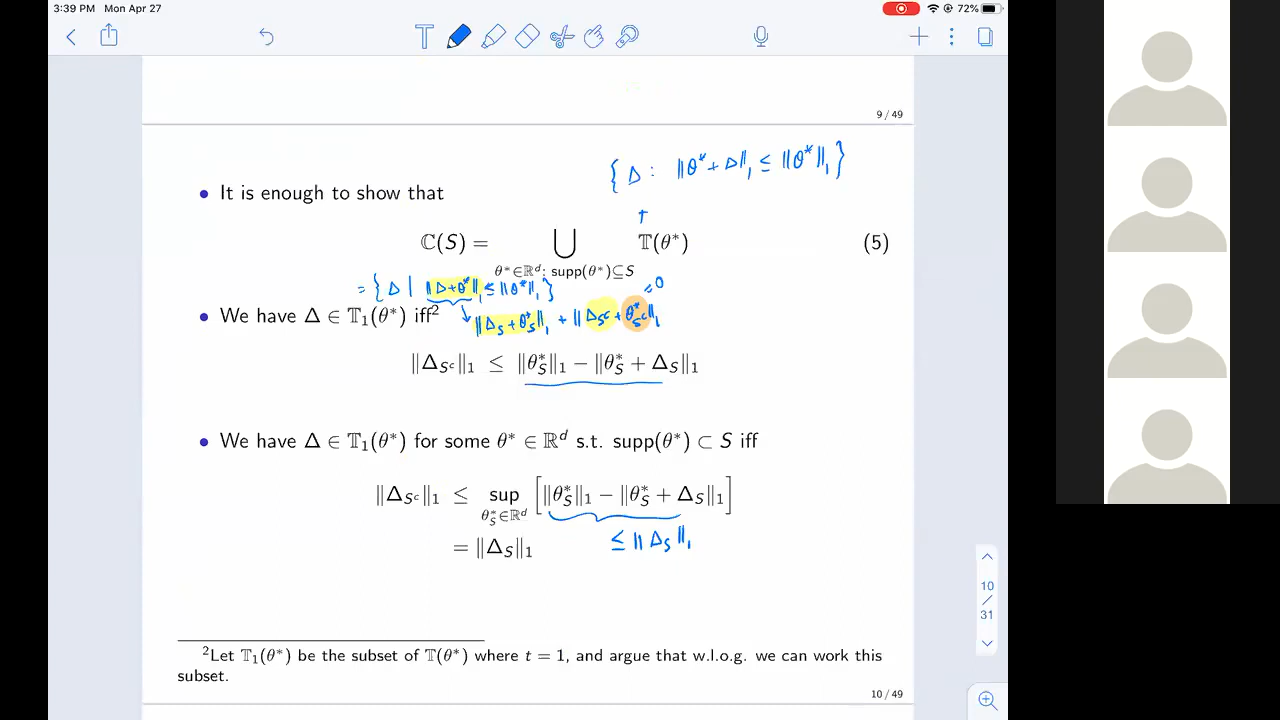 3:39 PM Mon Apr 27
72%
T
9 / 49
{ Δ : ‖θ* + Δ‖₁ ≤ ‖θ*‖₁ }
• It is enough to show that
↑
ℂ(S) = ⋃ 𝕋(θ*) (5)
θ*∈ℝᵈ: supp(θ*)⊆S
= { Δ | ‖Δ+θ*‖₁ ≤ ‖θ*‖₁ } = 0
• We have Δ ∈ 𝕋₁(θ*) iff²
‖Δ_S + θ*_S‖₁ + ‖Δ_{S^c} + θ*_{S^c}‖₁
‖Δ_{S^c}‖₁ ≤ ‖θ*_S‖₁ − ‖θ*_S + Δ_S‖₁
• We have Δ ∈ 𝕋₁(θ*) for some θ* ∈ ℝᵈ s.t. supp(θ*) ⊂ S iff
‖Δ_{S^c}‖₁ ≤ sup [‖θ*_S‖₁ − ‖θ*_S + Δ_S‖₁]
θ*_S∈ℝᵈ
= ‖Δ_S‖₁ ≤ ‖Δ_S‖₁
10
/
31
²Let 𝕋₁(θ*) be the subset of 𝕋(θ*) where t = 1, and argue that w.l.o.g. we can work this
subset.
10 / 49